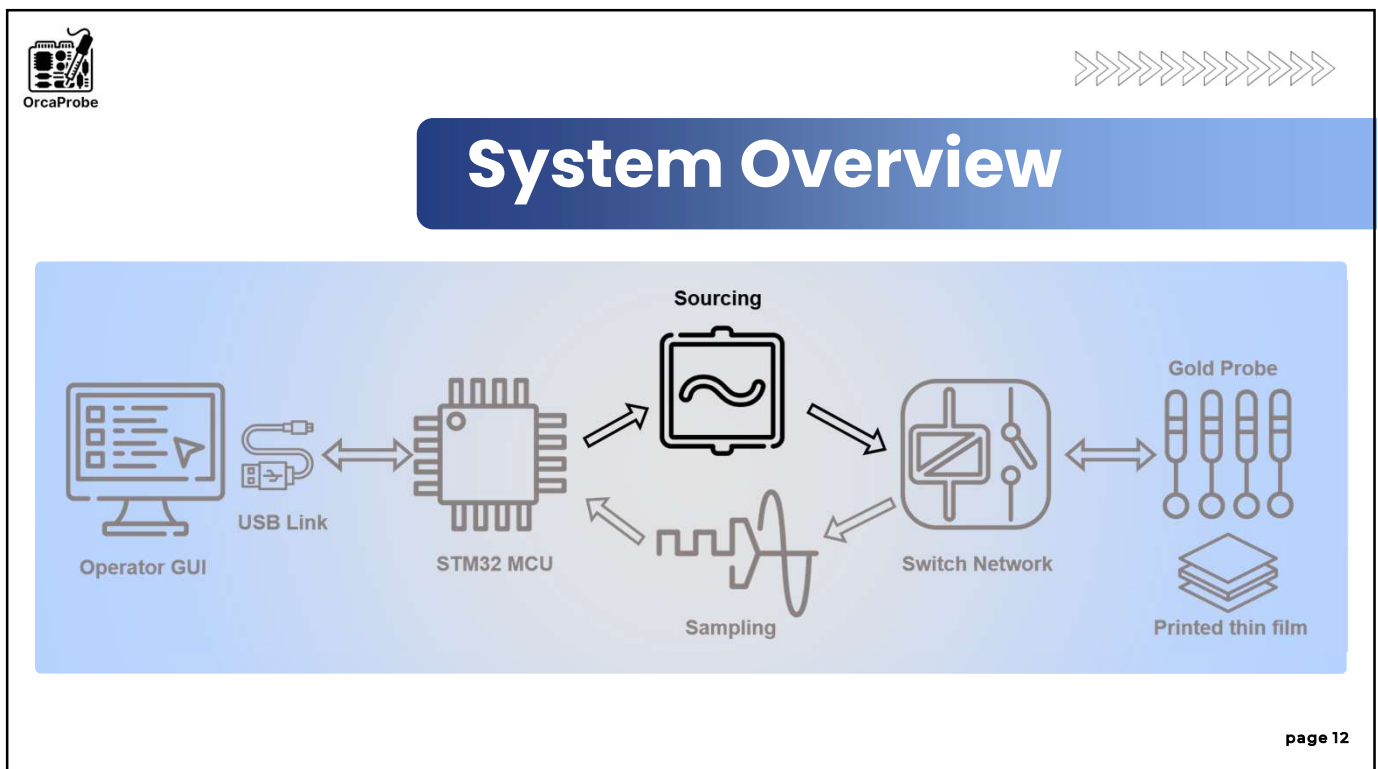 OrcaProbe
System Overview
Sourcing
Gold Probe
USB Link
Operator GUI
STM32 MCU
Switch Network
Sampling
Printed thin film
page 12